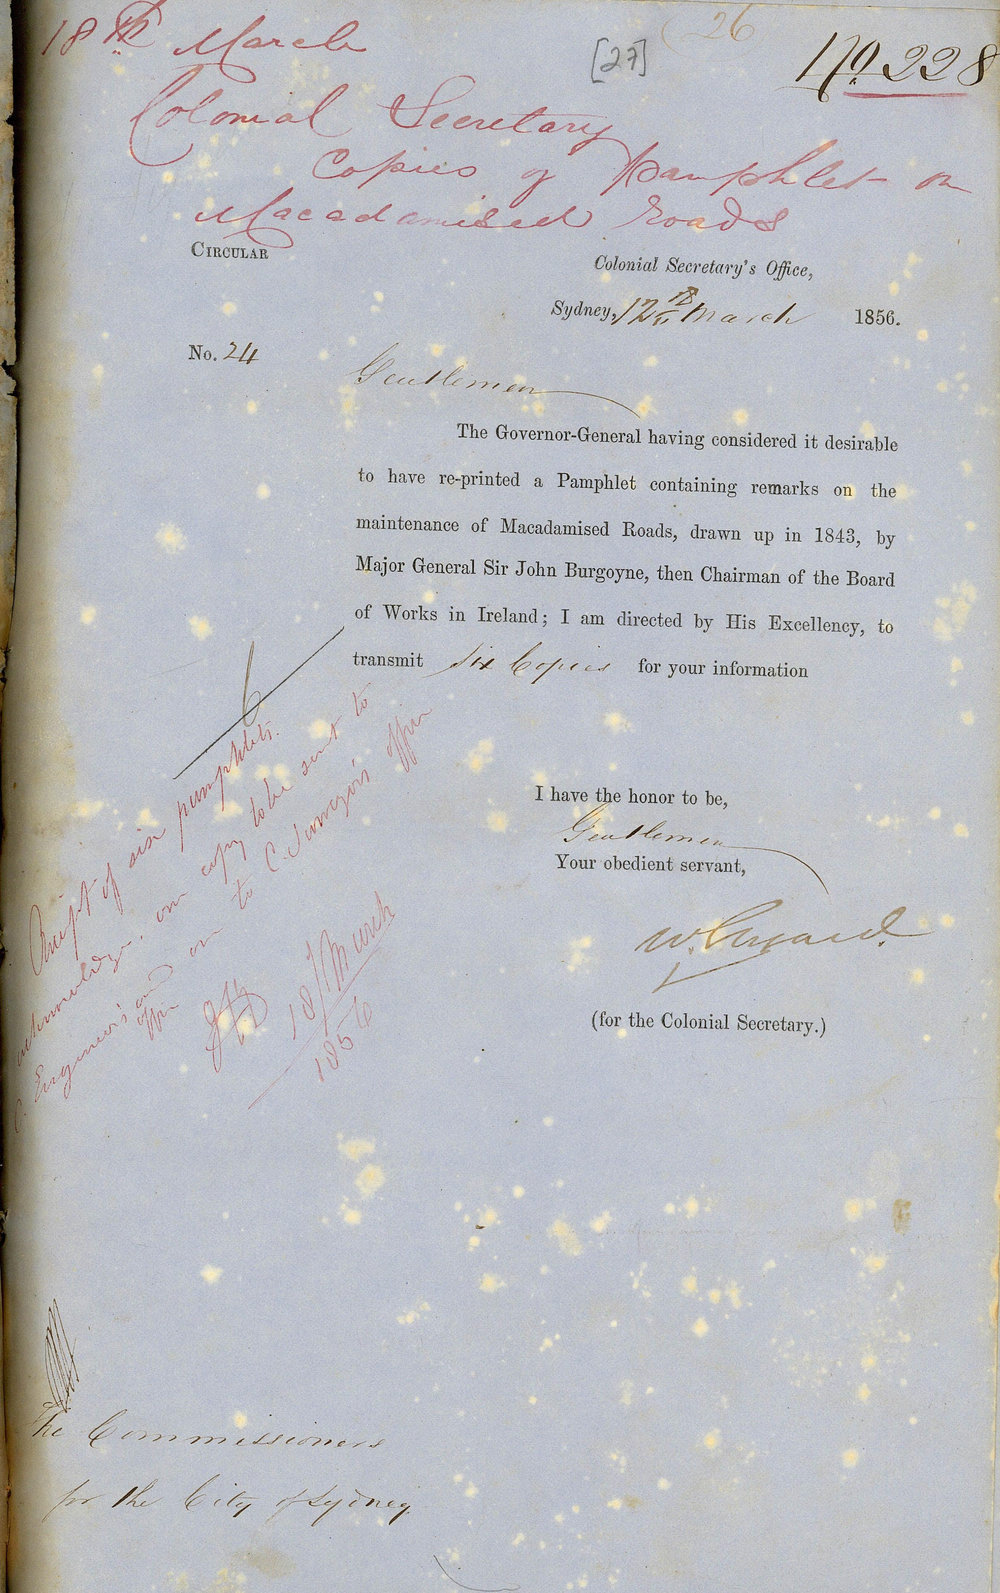 26
[27]
No. 228
18th March
Colonial Secretary
Copies of Pamphlet on
Macadamised Roads
CIRCULAR
Colonial Secretary's Office,
Sydney, 12th March 1856.
No. 24
Gentlemen
The Governor-General having considered it desirable
to have re-printed a Pamphlet containing remarks on the
maintenance of Macadamised Roads, drawn up in 1843, by
Major General Sir John Burgoyne, then Chairman of the Board
of Works in Ireland; I am directed by His Excellency, to
transmit six Copies for your information
6
I have the honor to be,
Gentlemen
Your obedient servant,
W. Elyard.
(for the Colonial Secretary.)
Receipt of six pamphlets.
acknowledge, one copy to be sent to
C. Engineer's office and one to C. Surveyor's office
18/March
1856
The Commissioners
for the City of Sydney